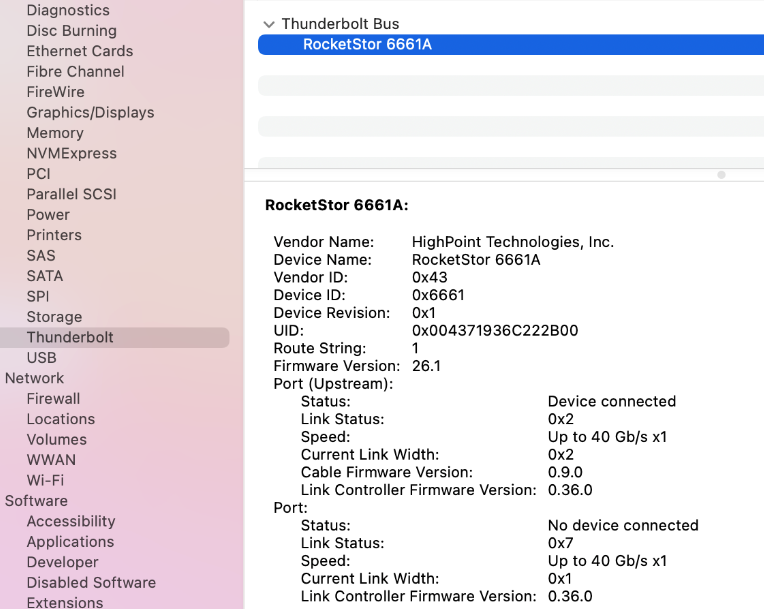 Diagnostics
Disc Burning
Ethernet Cards
Fibre Channel
FireWire
Graphics/Displays
Memory
NVMExpress
PCI
Parallel SCSI
Power
Printers
SAS
SATA
SPI
Storage
Thunderbolt
USB
Network
Firewall
Locations
Volumes
WWAN
Wi-Fi
Software
Accessibility
Applications
Developer
Disabled Software
Extensions
Thunderbolt Bus
RocketStor 6661A
RocketStor 6661A:
Vendor Name: HighPoint Technologies, Inc.
Device Name: RocketStor 6661A
Vendor ID: 0x43
Device ID: 0x6661
Device Revision: 0x1
UID: 0x004371936C222B00
Route String: 1
Firmware Version: 26.1
Port (Upstream):
Status: Device connected
Link Status: 0x2
Speed: Up to 40 Gb/s x1
Current Link Width: 0x2
Cable Firmware Version: 0.9.0
Link Controller Firmware Version: 0.36.0
Port:
Status: No device connected
Link Status: 0x7
Speed: Up to 40 Gb/s x1
Current Link Width: 0x1
Link Controller Firmware Version: 0.36.0